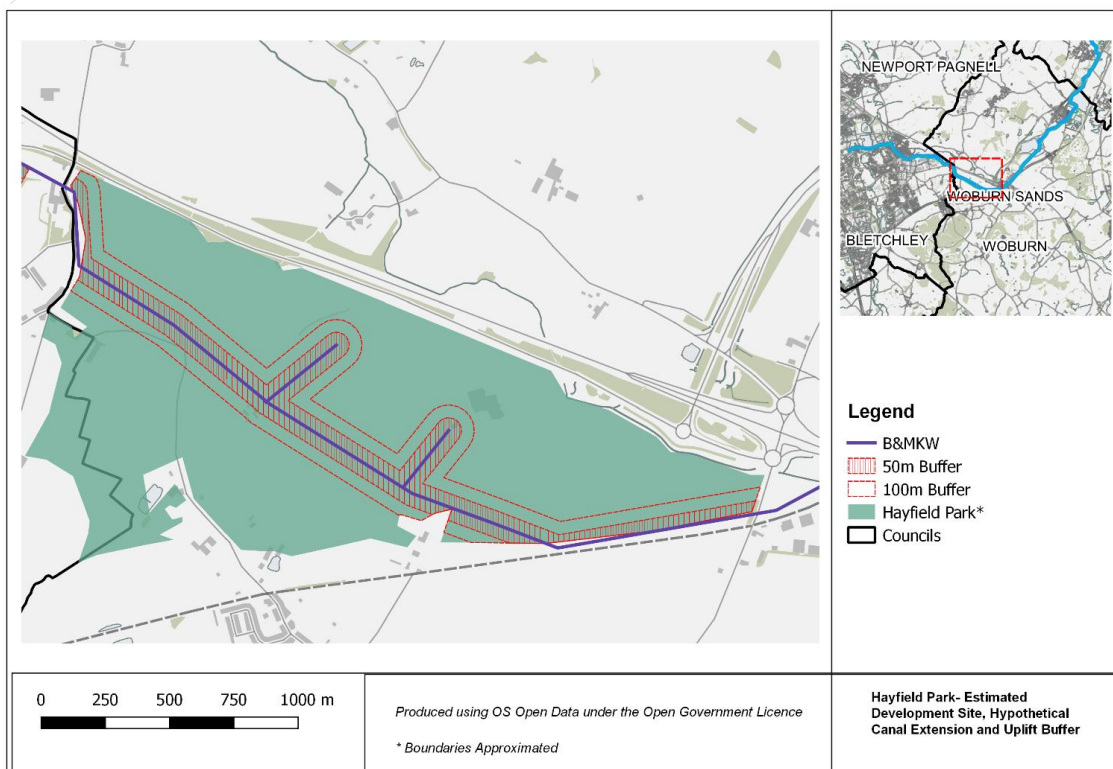 NEWPORT PAGNELL
WOBURN SANDS
BLETCHLEY
WOBURN
Legend
B&MKW
50m Buffer
100m Buffer
Hayfield Park*
Councils
0 250 500 750 1000 m
Produced using OS Open Data under the Open Government Licence
* Boundaries Approximated
Hayfield Park- Estimated
Development Site, Hypothetical
Canal Extension and Uplift Buffer